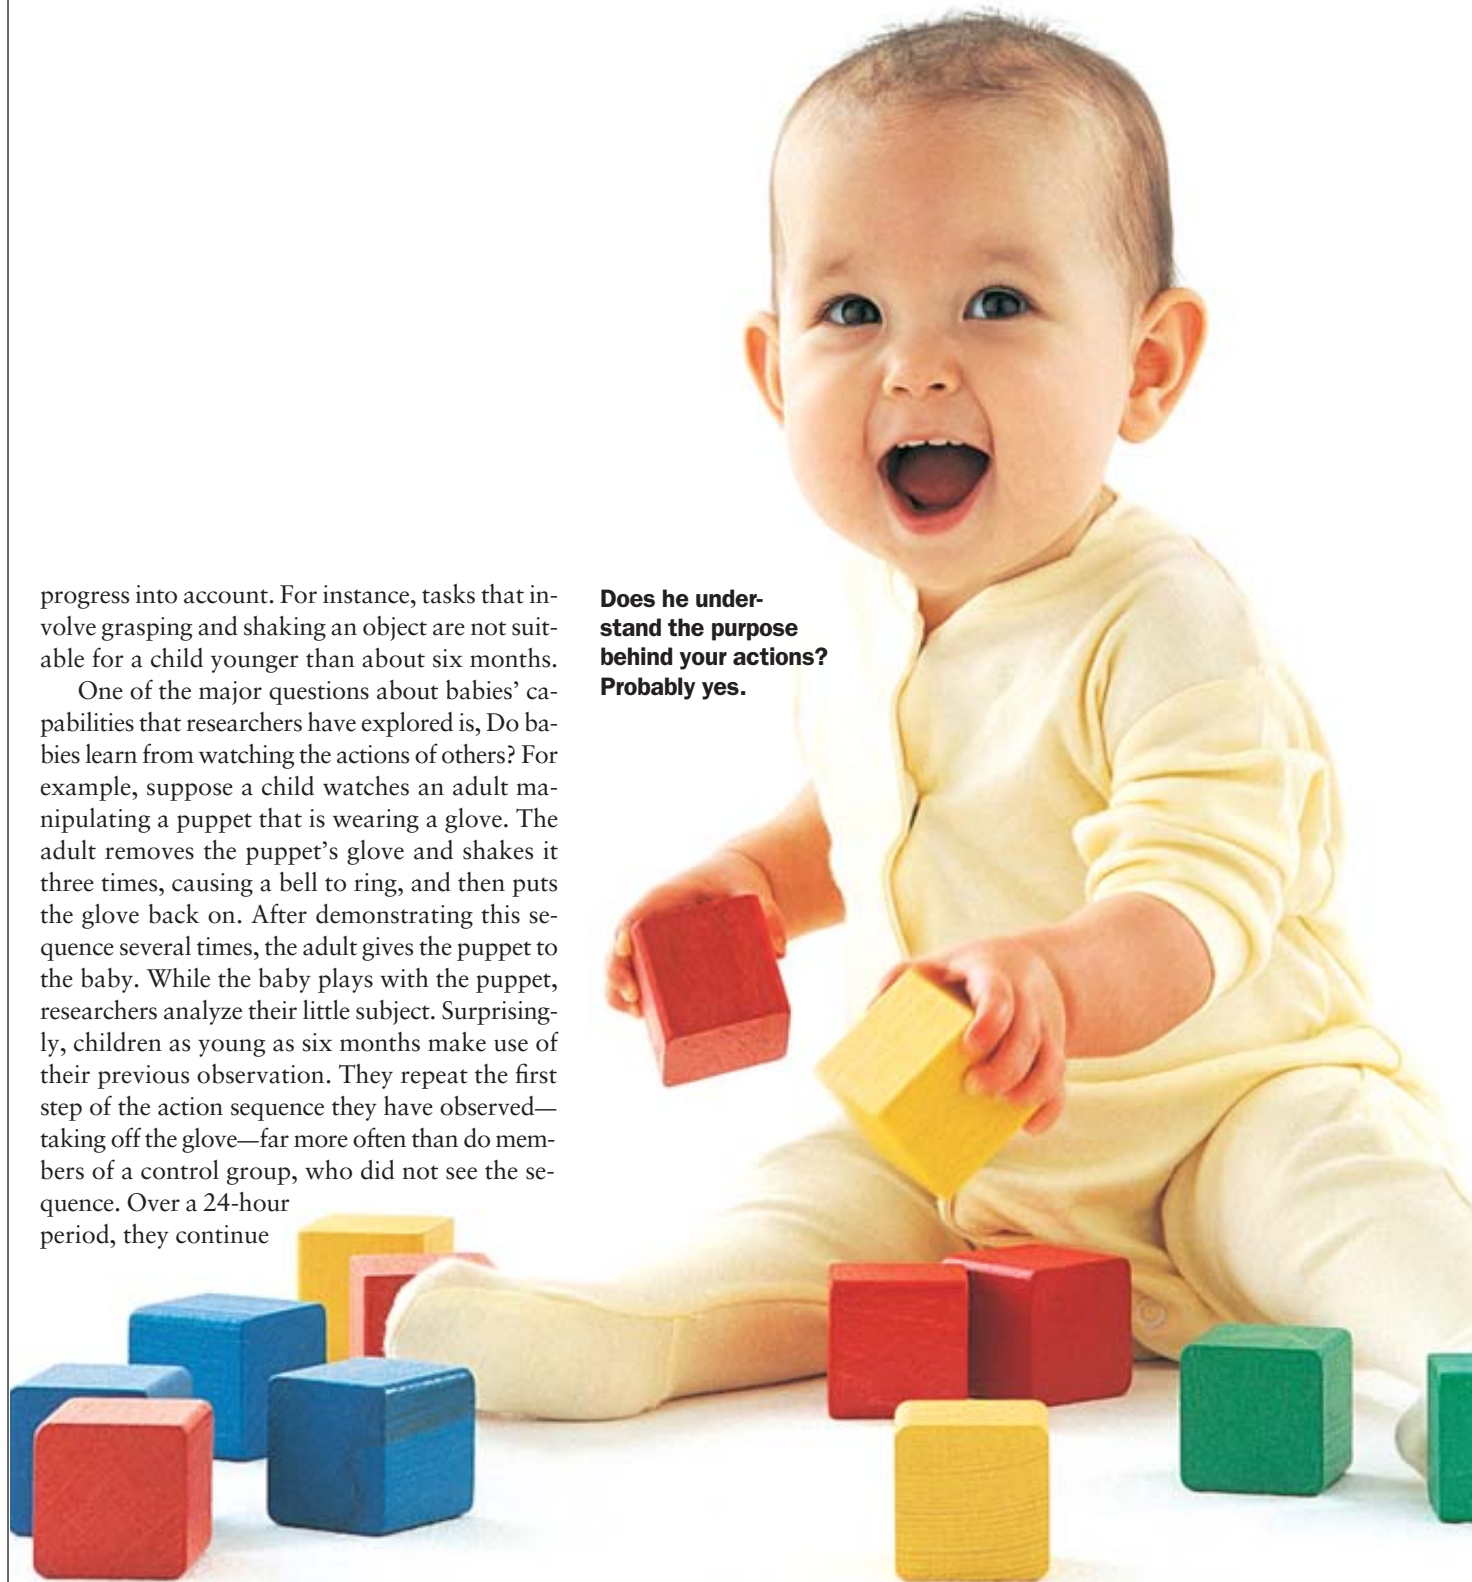 progress into account. For instance, tasks that in-
volve grasping and shaking an object are not suit-
able for a child younger than about six months.
One of the major questions about babies’ ca-
pabilities that researchers have explored is, Do ba-
bies learn from watching the actions of others? For
example, suppose a child watches an adult ma-
nipulating a puppet that is wearing a glove. The
adult removes the puppet’s glove and shakes it
three times, causing a bell to ring, and then puts
the glove back on. After demonstrating this se-
quence several times, the adult gives the puppet to
the baby. While the baby plays with the puppet,
researchers analyze their little subject. Surprising-
ly, children as young as six months make use of
their previous observation. They repeat the first
step of the action sequence they have observed—
taking off the glove—far more often than do mem-
bers of a control group, who did not see the se-
quence. Over a 24-hour
period, they continue
Does he under-
stand the purpose
behind your actions?
Probably yes.